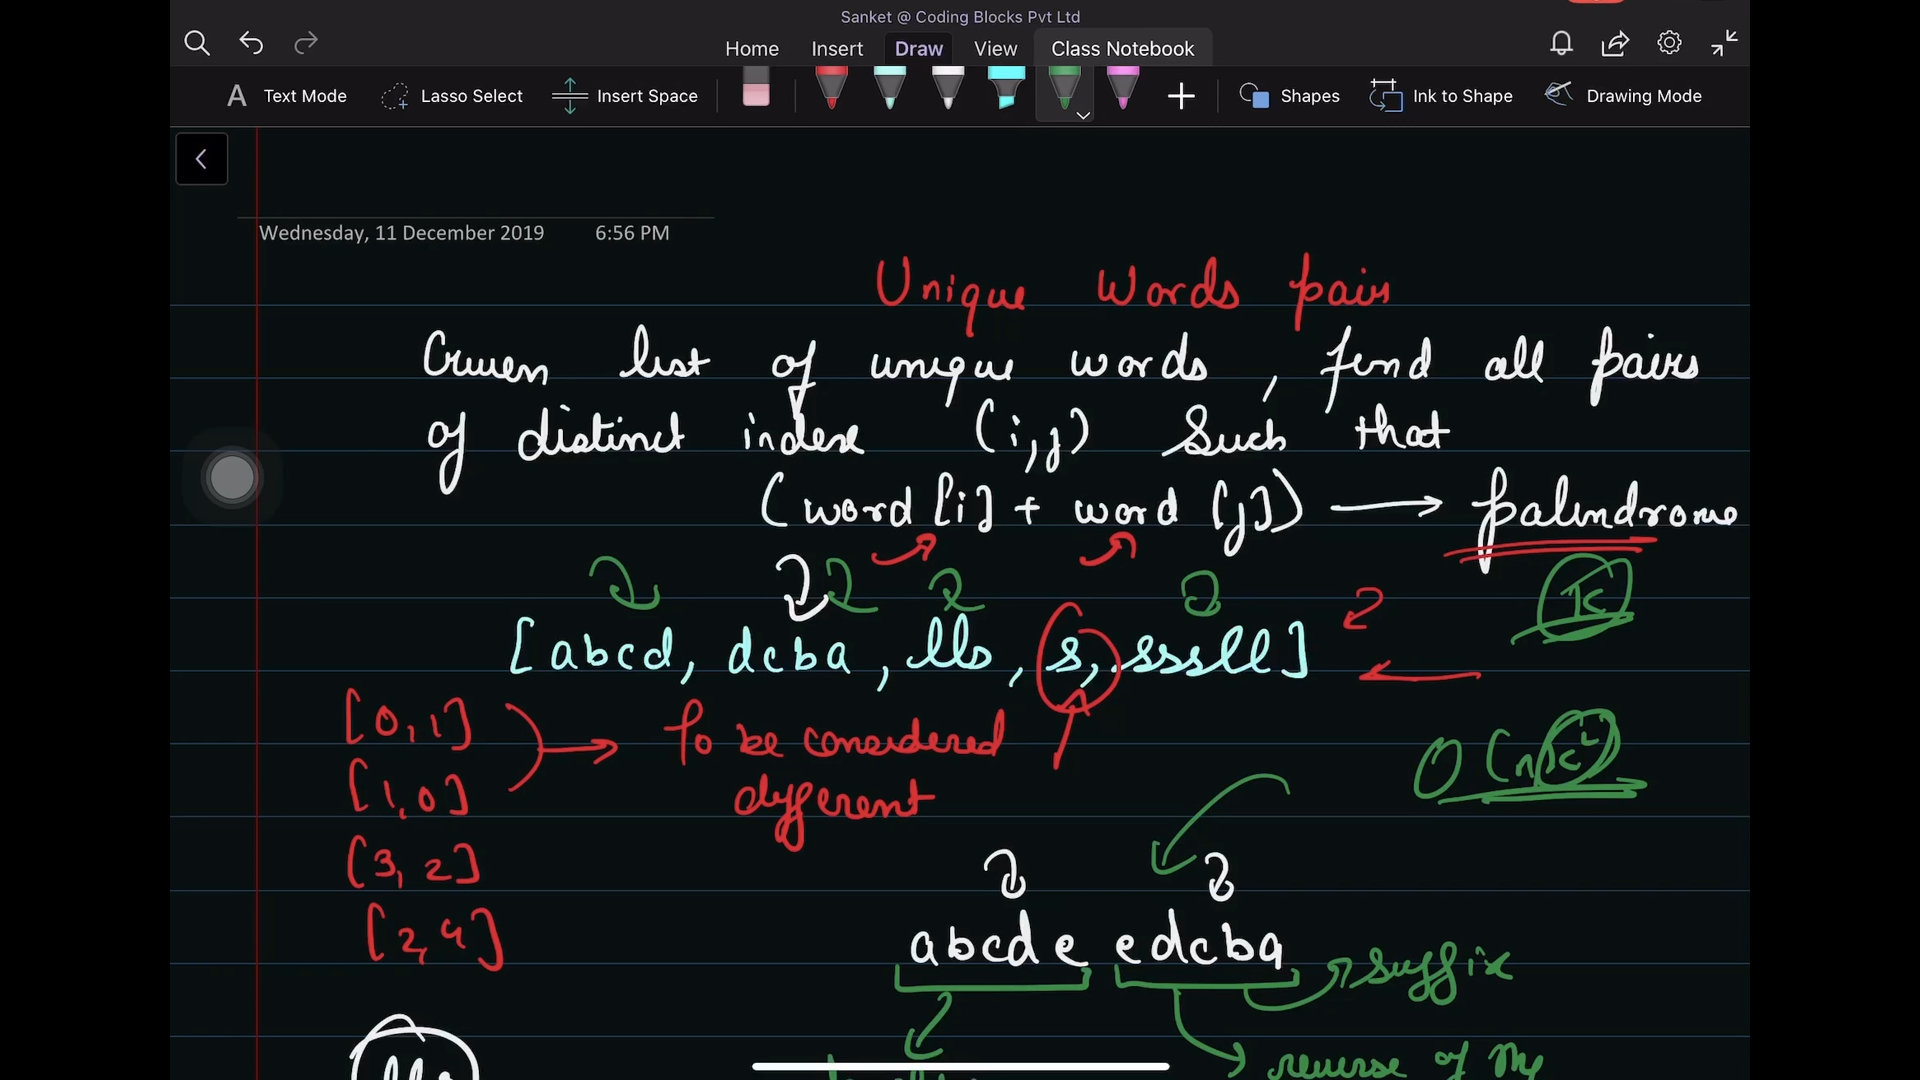 Sanket @ Coding Blocks Pvt Ltd
Home Insert Draw View Class Notebook
Text Mode Lasso Select Insert Space Shapes Ink to Shape Drawing Mode
Wednesday, 11 December 2019 6:56 PM
Unique Words pairs
Given list of unique words, find all pairs
of distinct index (i,j) Such that
(word [i] + word [j]) → palindrome
K
[abcd, dcba, lls, s, sssll]
[0,1]
[1,0]
[3,2]
[2,4]
→ To be considered
different
O(nk²)
abcde edcba
suffix
reverse of my